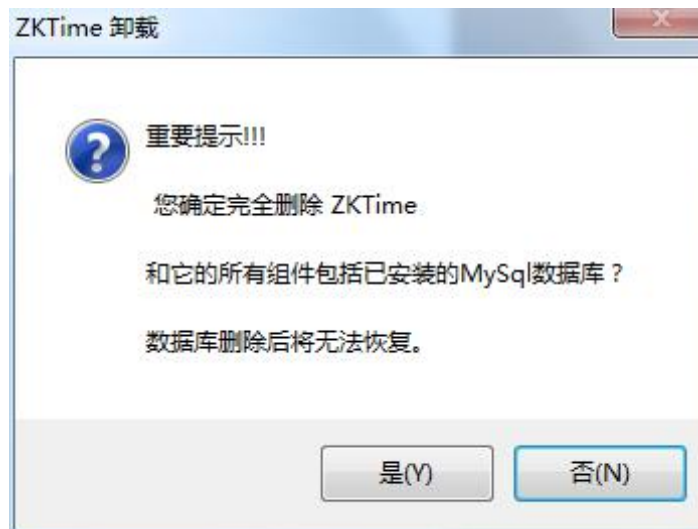 ZKTime 卸载
重要提示!!!
您确定完全删除 ZKTime
和它的所有组件包括已安装的MySql数据库？
数据库删除后将无法恢复。
是(Y)
否(N)